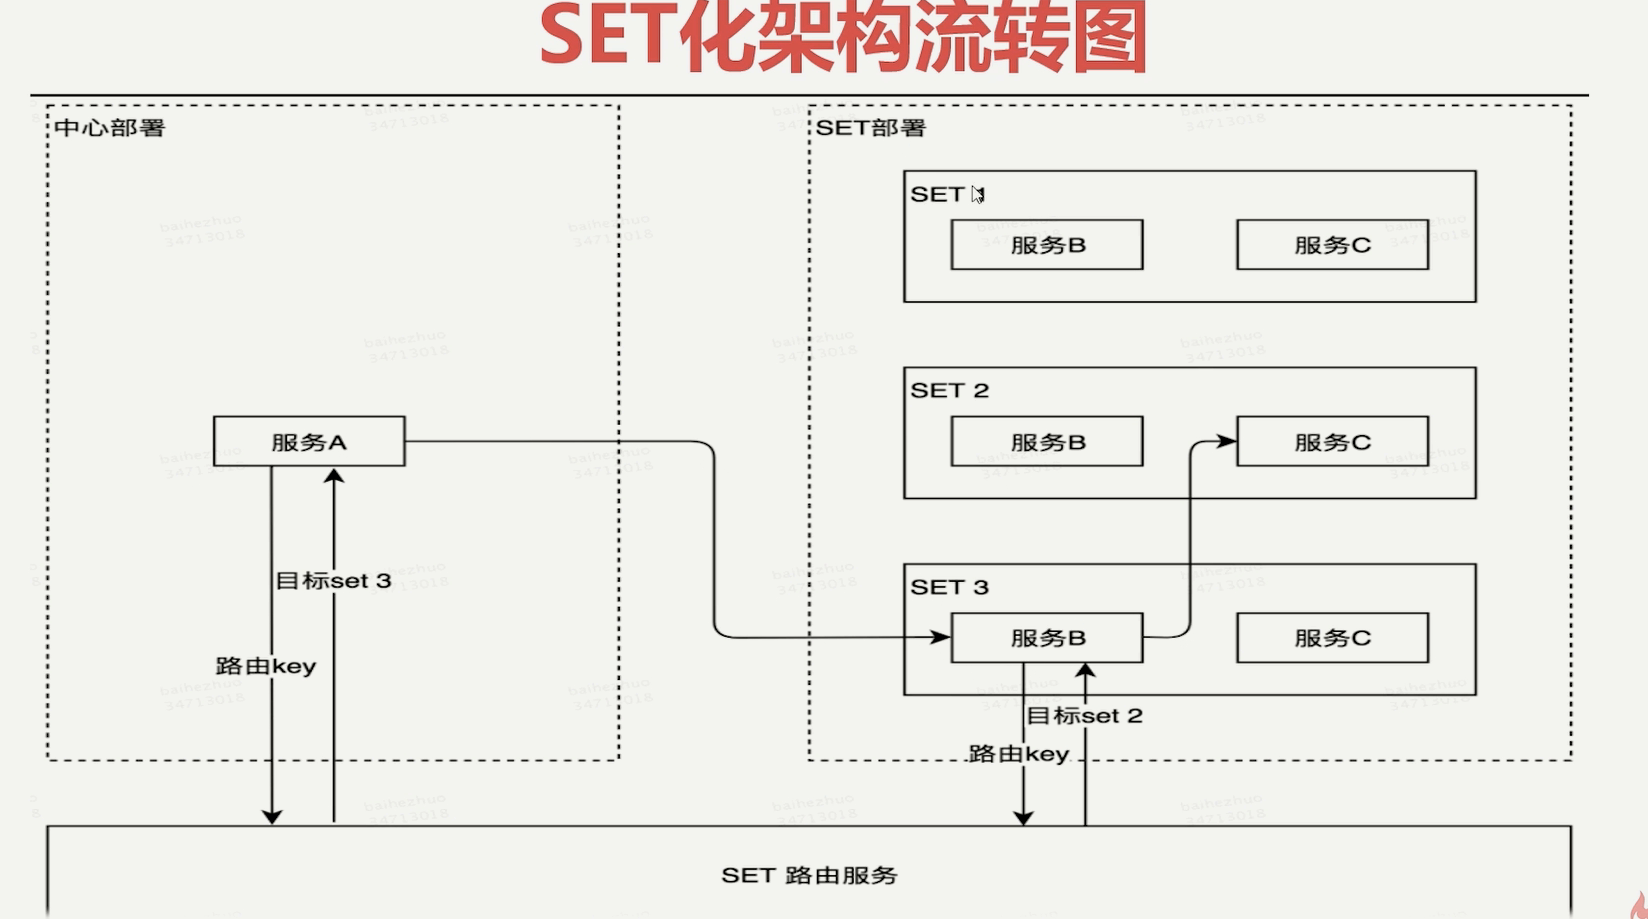 SET化架构流转图
中心部署
SET部署
SET
服务B
服务C
SET 2
服务A
服务B
服务C
目标set 3
SET 3
服务B
服务C
路由key
目标set 2
路由key
SET 路由服务
baihezhuo
34713018